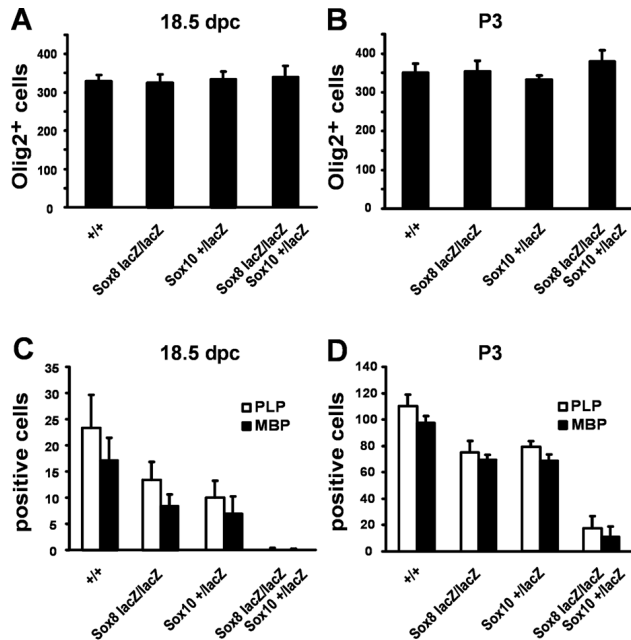 A 18.5 dpc
Olig2+ cells
400
300
200
100
0
+/+
Sox8 lacZ/lacZ
Sox10 +/lacZ
Sox8 lacZ/lacZ
Sox10 +/lacZ
B P3
Olig2+ cells
400
300
200
100
0
+/+
Sox8 lacZ/lacZ
Sox10 +/lacZ
Sox8 lacZ/lacZ
Sox10 +/lacZ
C 18.5 dpc
positive cells
35
25
20
15
10
5
0
PLP
MBP
+/+
Sox8 lacZ/lacZ
Sox10 +/lacZ
Sox8 lacZ/lacZ
Sox10 +/lacZ
D P3
positive cells
140
120
100
80
60
40
20
0
PLP
MBP
+/+
Sox8 lacZ/lacZ
Sox10 +/lacZ
Sox8 lacZ/lacZ
Sox10 +/lacZ